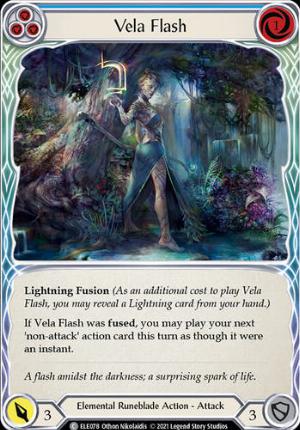 Vela Flash
1
Lightning Fusion (As an additional cost to play Vela
Flash, you may reveal a Lightning card from your hand.)
If Vela Flash was fused, you may play your next
'non-attack' action card this turn as though it were
an instant.
A flash amidst the darkness; a surprising spark of life.
3 Elemental Runeblade Action - Attack 3
C ELE078 Othon Nikolaidis © 2021 Legend Story Studios